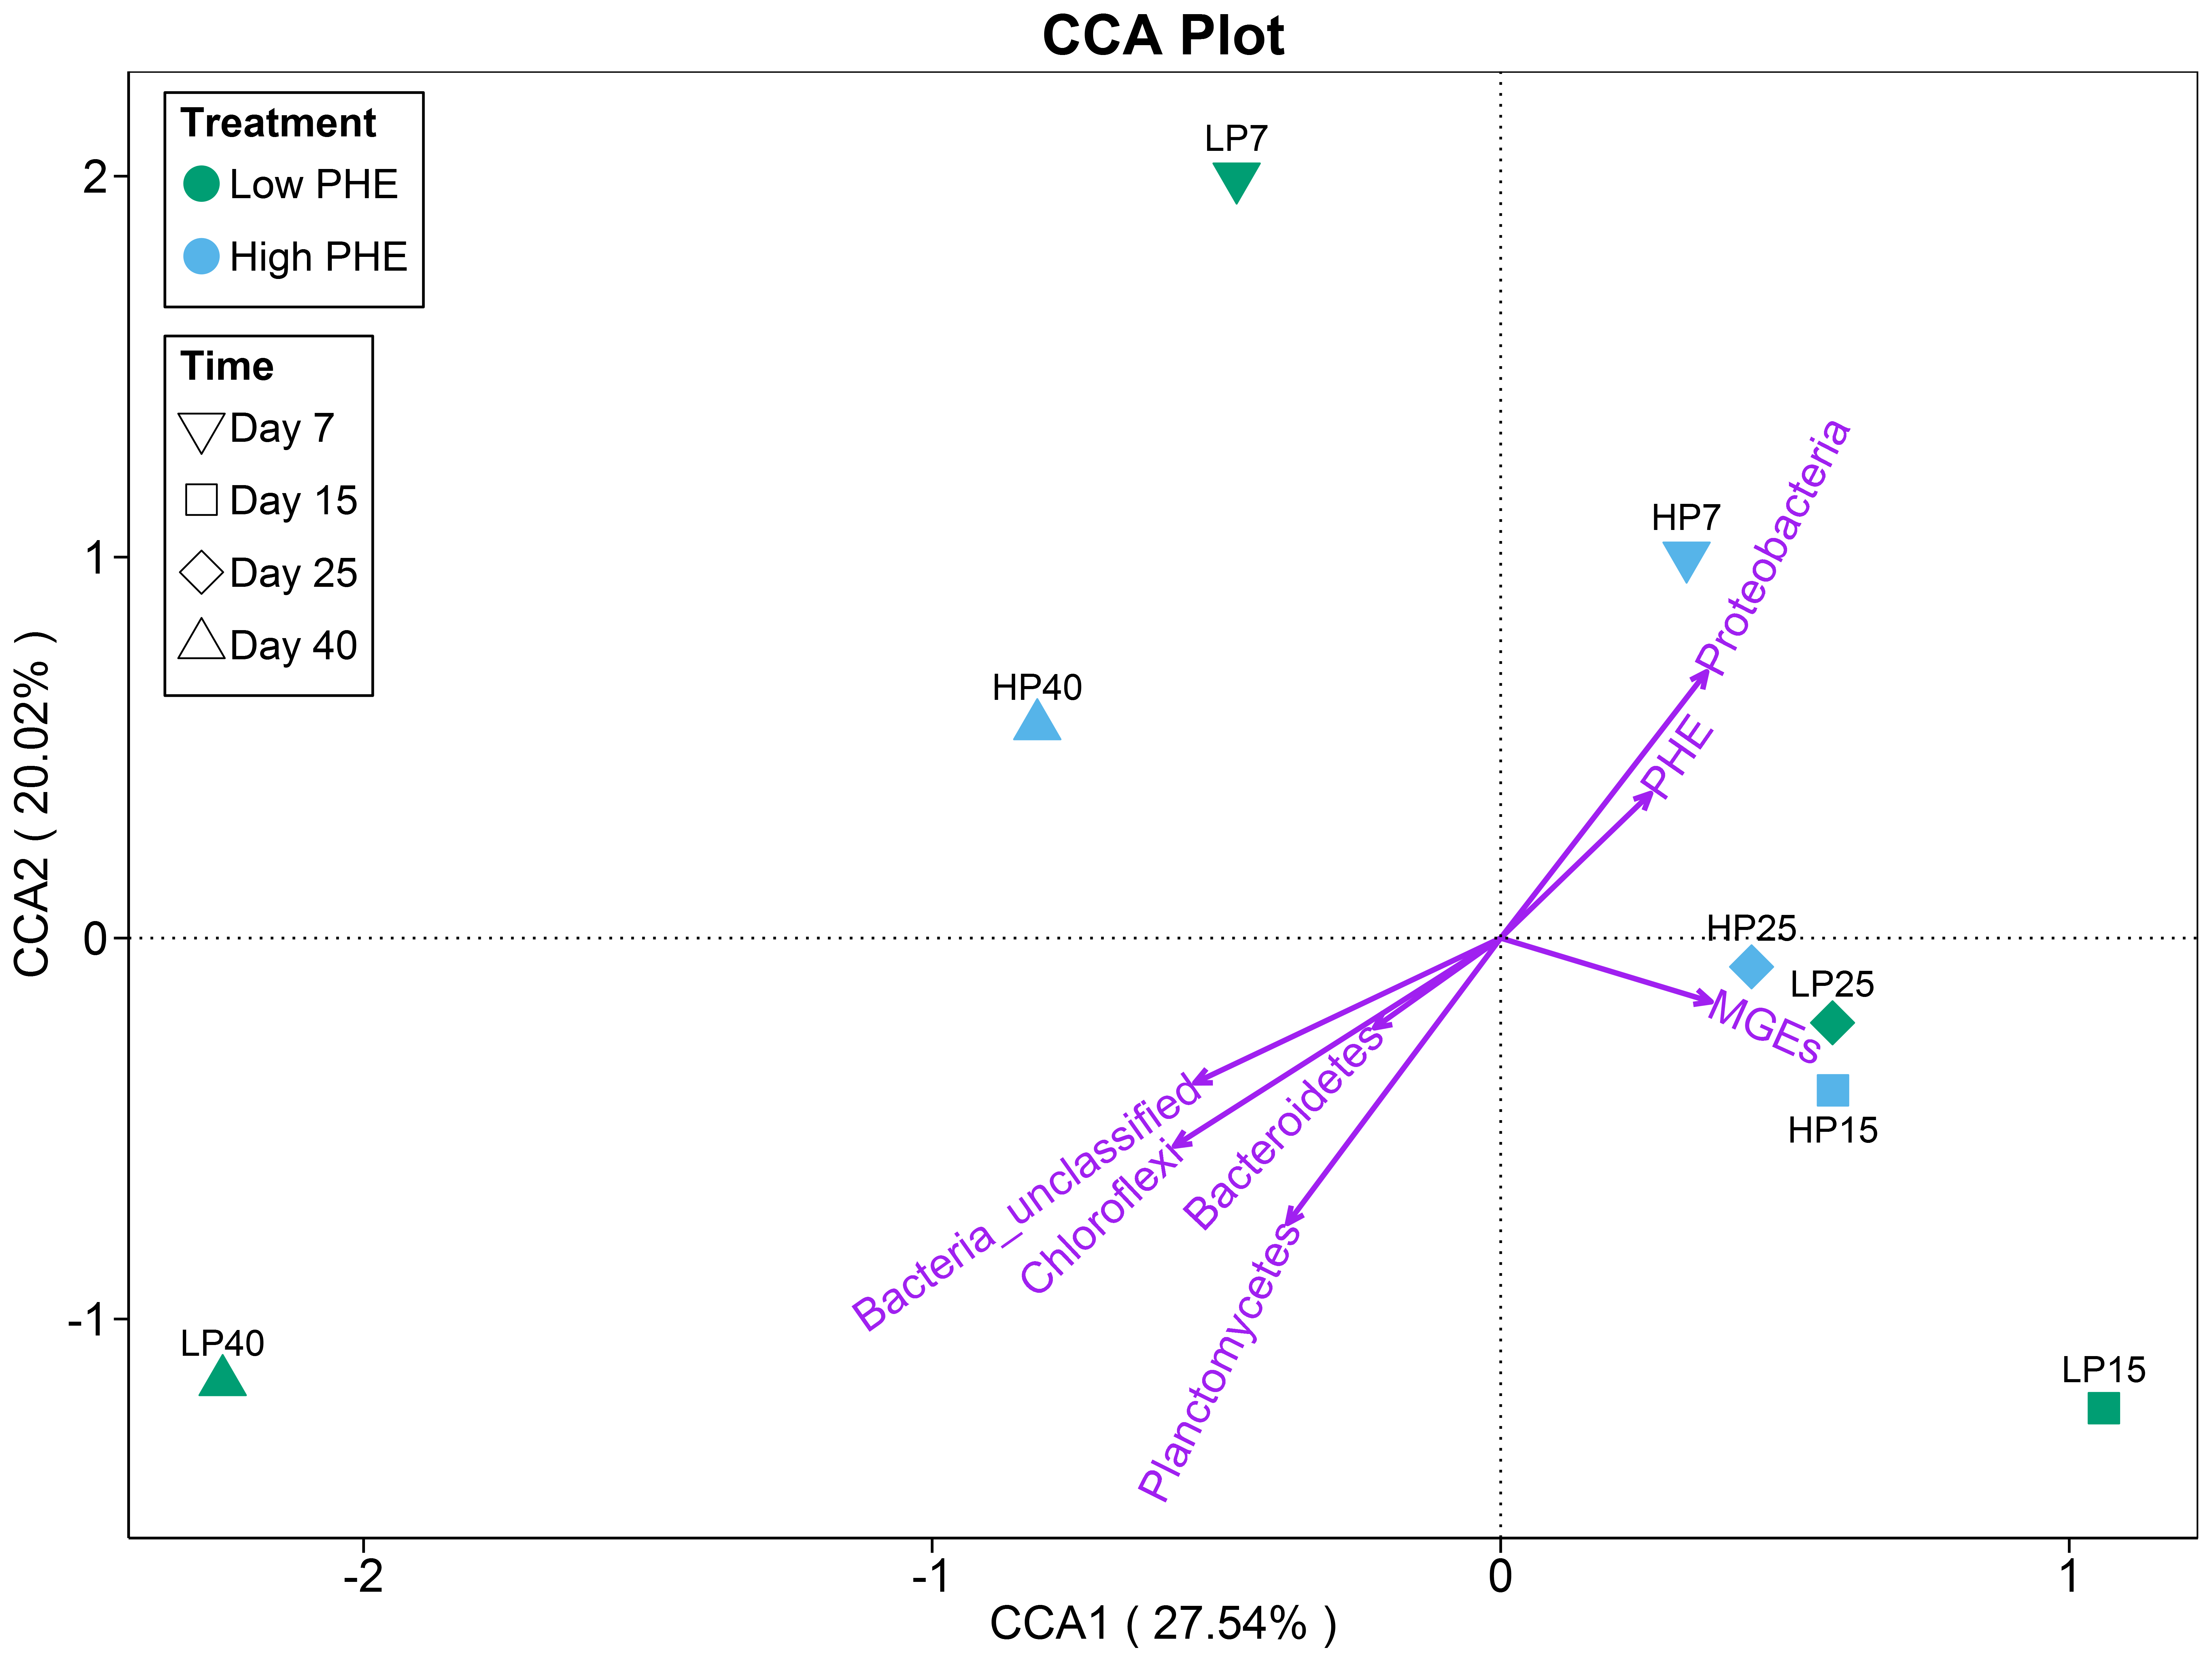 CCA Plot
Treatment
Low PHE
High PHE
Time
Day 7
Day 15
Day 25
Day 40
LP7
HP7
HP40
HP25
LP25
HP15
LP40
LP15
Proteobacteria
PHE
MGEs
Bacteroidetes
Bacteria_unclassified
Chloroflexi
Planctomycetes
2
1
0
-1
CCA2 ( 20.02% )
-2
-1
0
1
CCA1 ( 27.54% )